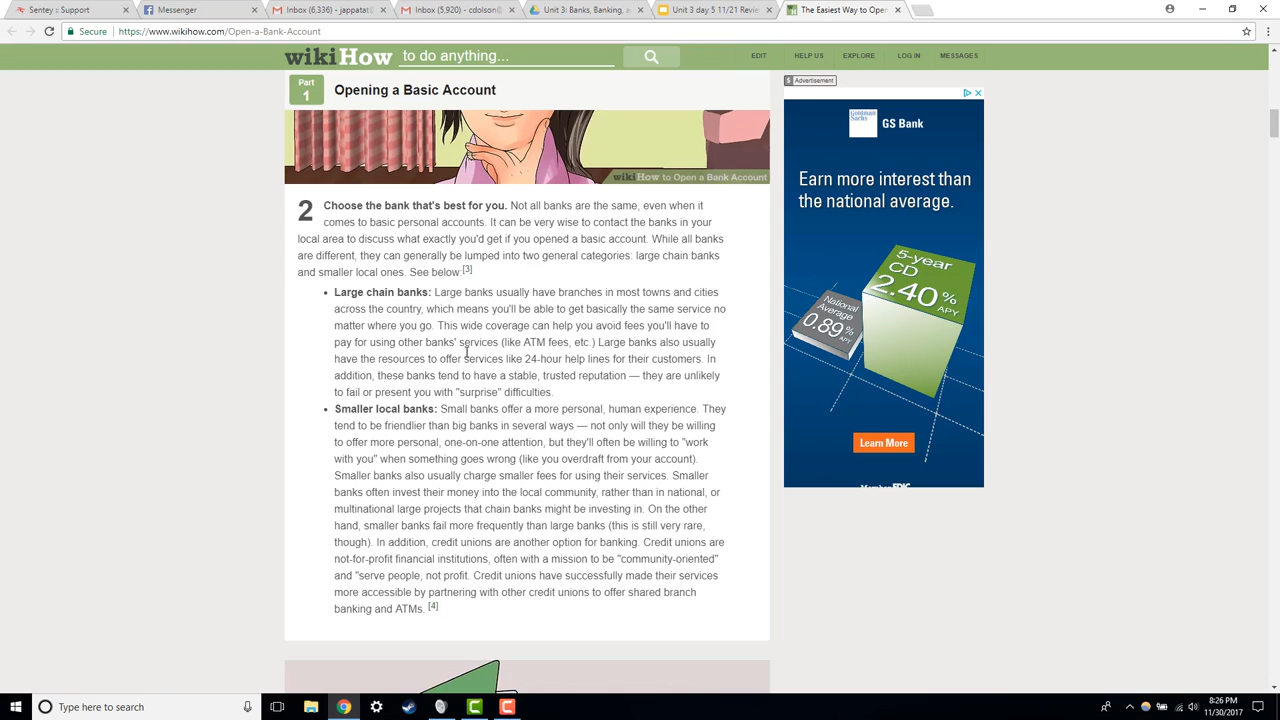 Sentey :: Support
Messenger
Inbox (6,336) - jappatat@
Inbox (5,920) - cdolson@
Unit 3: Banks, Banking, a
Unit 3 day 5 11/21 Revie
The Easiest Way to Open
Secure
https://www.wikihow.com/Open-a-Bank-Account
wikiHow to do anything...
EDIT
HELP US
EXPLORE
LOG IN
MESSAGES
Part
1
Opening a Basic Account
wikiHow to Open a Bank Account
2 Choose the bank that's best for you. Not all banks are the same, even when it
comes to basic personal accounts. It can be very wise to contact the banks in your
local area to discuss what exactly you'd get if you opened a basic account. While all banks
are different, they can generally be lumped into two general categories: large chain banks
and smaller local ones. See below:[3]
• Large chain banks: Large banks usually have branches in most towns and cities
across the country, which means you'll be able to get basically the same service no
matter where you go. This wide coverage can help you avoid fees you'll have to
pay for using other banks' services (like ATM fees, etc.) Large banks also usually
have the resources to offer services like 24-hour help lines for their customers. In
addition, these banks tend to have a stable, trusted reputation — they are unlikely
to fail or present you with "surprise" difficulties.
• Smaller local banks: Small banks offer a more personal, human experience. They
tend to be friendlier than big banks in several ways — not only will they be willing
to offer more personal, one-on-one attention, but they'll often be willing to "work
with you" when something goes wrong (like you overdraft from your account).
Smaller banks also usually charge smaller fees for using their services. Smaller
banks often invest their money into the local community, rather than in national, or
multinational large projects that chain banks might be investing in. On the other
hand, smaller banks fail more frequently than large banks (this is still very rare,
though). In addition, credit unions are another option for banking. Credit unions are
not-for-profit financial institutions, often with a mission to be "community-oriented"
and "serve people, not profit. Credit unions have successfully made their services
more accessible by partnering with other credit unions to offer shared branch
banking and ATMs. [4]
Advertisement
Goldman
Sachs
GS Bank
Earn more interest than
the national average.
5-year
CD
2.40%
APY
National
Average
0.89%
APY
Learn More
Member FDIC
Type here to search
8:26 PM
11/30/2017